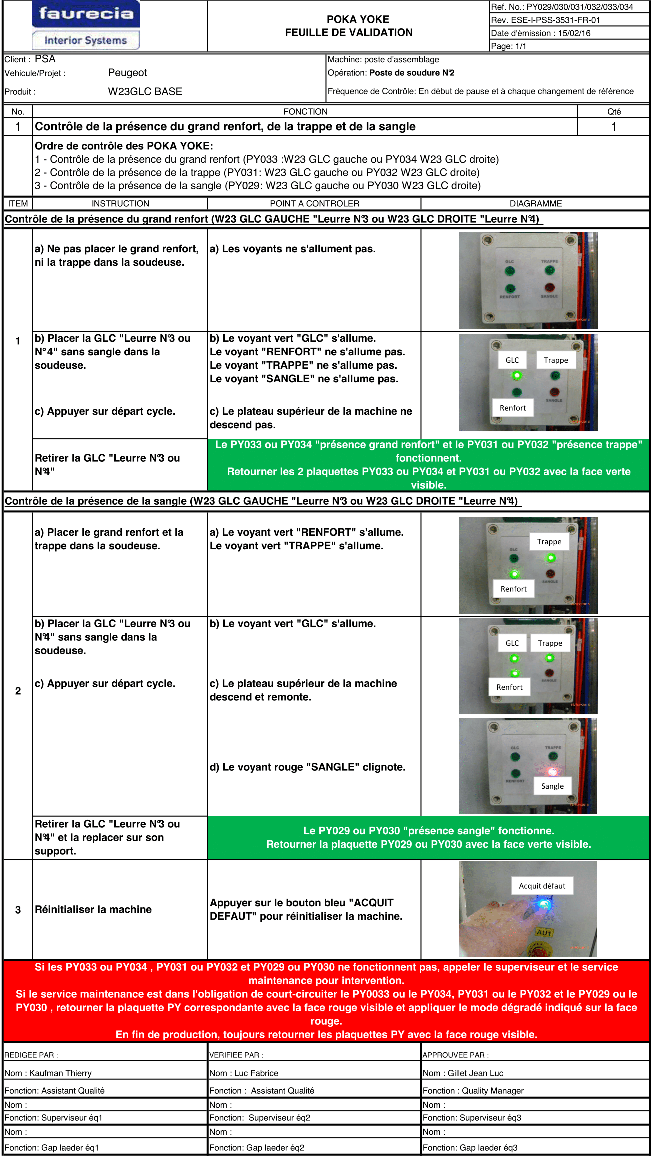 faurecia
Interior Systems
POKA YOKE
FEUILLE DE VALIDATION
Ref. No.: PY029/030/031/032/033/034
Rev. ESE-I-PSS-3531-FR-01
Date d'émission : 15/02/16
Page: 1/1
Client : PSA
Machine: poste d'assemblage
Vehicule/Projet : Peugeot
Opération: Poste de soudure N°2
Produit : W23GLC BASE
Fréquence de Contrôle: En début de pause et à chaque changement de référence
No. FONCTION Qté
1 Contrôle de la présence du grand renfort, de la trappe et de la sangle 1
Ordre de contrôle des POKA YOKE:
1 - Contrôle de la présence du grand renfort (PY033 :W23 GLC gauche ou PY034 W23 GLC droite)
2 - Contrôle de la présence de la trappe (PY031: W23 GLC gauche ou PY032 W23 GLC droite)
3 - Contrôle de la présence de la sangle (PY029: W23 GLC gauche ou PY030 W23 GLC droite)
ITEM INSTRUCTION POINT A CONTROLER DIAGRAMME
Contrôle de la présence du grand renfort (W23 GLC GAUCHE "Leurre N°3 ou W23 GLC DROITE "Leurre N°4)
1
a) Ne pas placer le grand renfort,
ni la trappe dans la soudeuse.
a) Les voyants ne s'allument pas.
GLC TRAPPE
RENFORT SANGLE
b) Placer la GLC "Leurre N°3 ou
N°4" sans sangle dans la
soudeuse.
b) Le voyant vert "GLC" s'allume.
Le voyant "RENFORT" ne s'allume pas.
Le voyant "TRAPPE" ne s'allume pas.
Le voyant "SANGLE" ne s'allume pas.
GLC Trappe
Renfort
c) Appuyer sur départ cycle.
c) Le plateau supérieur de la machine ne
descend pas.
Retirer la GLC "Leurre N°3 ou
N°4"
Le PY033 ou PY034 "présence grand renfort" et le PY031 ou PY032 "présence trappe"
fonctionnent.
Retourner les 2 plaquettes PY033 ou PY034 et PY031 ou PY032 avec la face verte
visible.
Contrôle de la présence de la sangle (W23 GLC GAUCHE "Leurre N°3 ou W23 GLC DROITE "Leurre N°4)
2
a) Placer le grand renfort et la
trappe dans la soudeuse.
a) Le voyant vert "RENFORT" s'allume.
Le voyant vert "TRAPPE" s'allume.
Trappe
GLC
SANGLE
Renfort
b) Placer la GLC "Leurre N°3 ou
N°4" sans sangle dans la
soudeuse.
b) Le voyant vert "GLC" s'allume.
GLC Trappe
SANGLE
Renfort
c) Appuyer sur départ cycle.
c) Le plateau supérieur de la machine
descend et remonte.
d) Le voyant rouge "SANGLE" clignote.
GLC TRAPPE
RENFORT
Sangle
Retirer la GLC "Leurre N°3 ou
N°4" et la replacer sur son
support.
Le PY029 ou PY030 "présence sangle" fonctionne.
Retourner la plaquette PY029 ou PY030 avec la face verte visible.
3
Réinitialiser la machine
Appuyer sur le bouton bleu "ACQUIT
DEFAUT" pour réinitialiser la machine.
Acquit défaut
AU1
Si les PY033 ou PY034 , PY031 ou PY032 et PY029 ou PY030 ne fonctionnent pas, appeler le superviseur et le service
maintenance pour intervention.
Si le service maintenance est dans l'obligation de court-circuiter le PY0033 ou le PY034, PY031 ou le PY032 et le PY029 ou le
PY030 , retourner la plaquette PY correspondante avec la face rouge visible et appliquer le mode dégradé indiqué sur la face
rouge.
En fin de production, toujours retourner les plaquettes PY avec la face rouge visible.
REDIGEE PAR : VERIFIEE PAR : APPROUVEE PAR :
Nom : Kaufman Thierry Nom : Luc Fabrice Nom : Gillet Jean Luc
Fonction: Assistant Qualité Fonction : Assistant Qualité Fonction : Quality Manager
Nom : Nom : Nom :
Fonction: Superviseur éq1 Fonction: Superviseur éq2 Fonction: Superviseur éq3
Nom : Nom : Nom :
Fonction: Gap laeder éq1 Fonction: Gap laeder éq2 Fonction: Gap laeder éq3